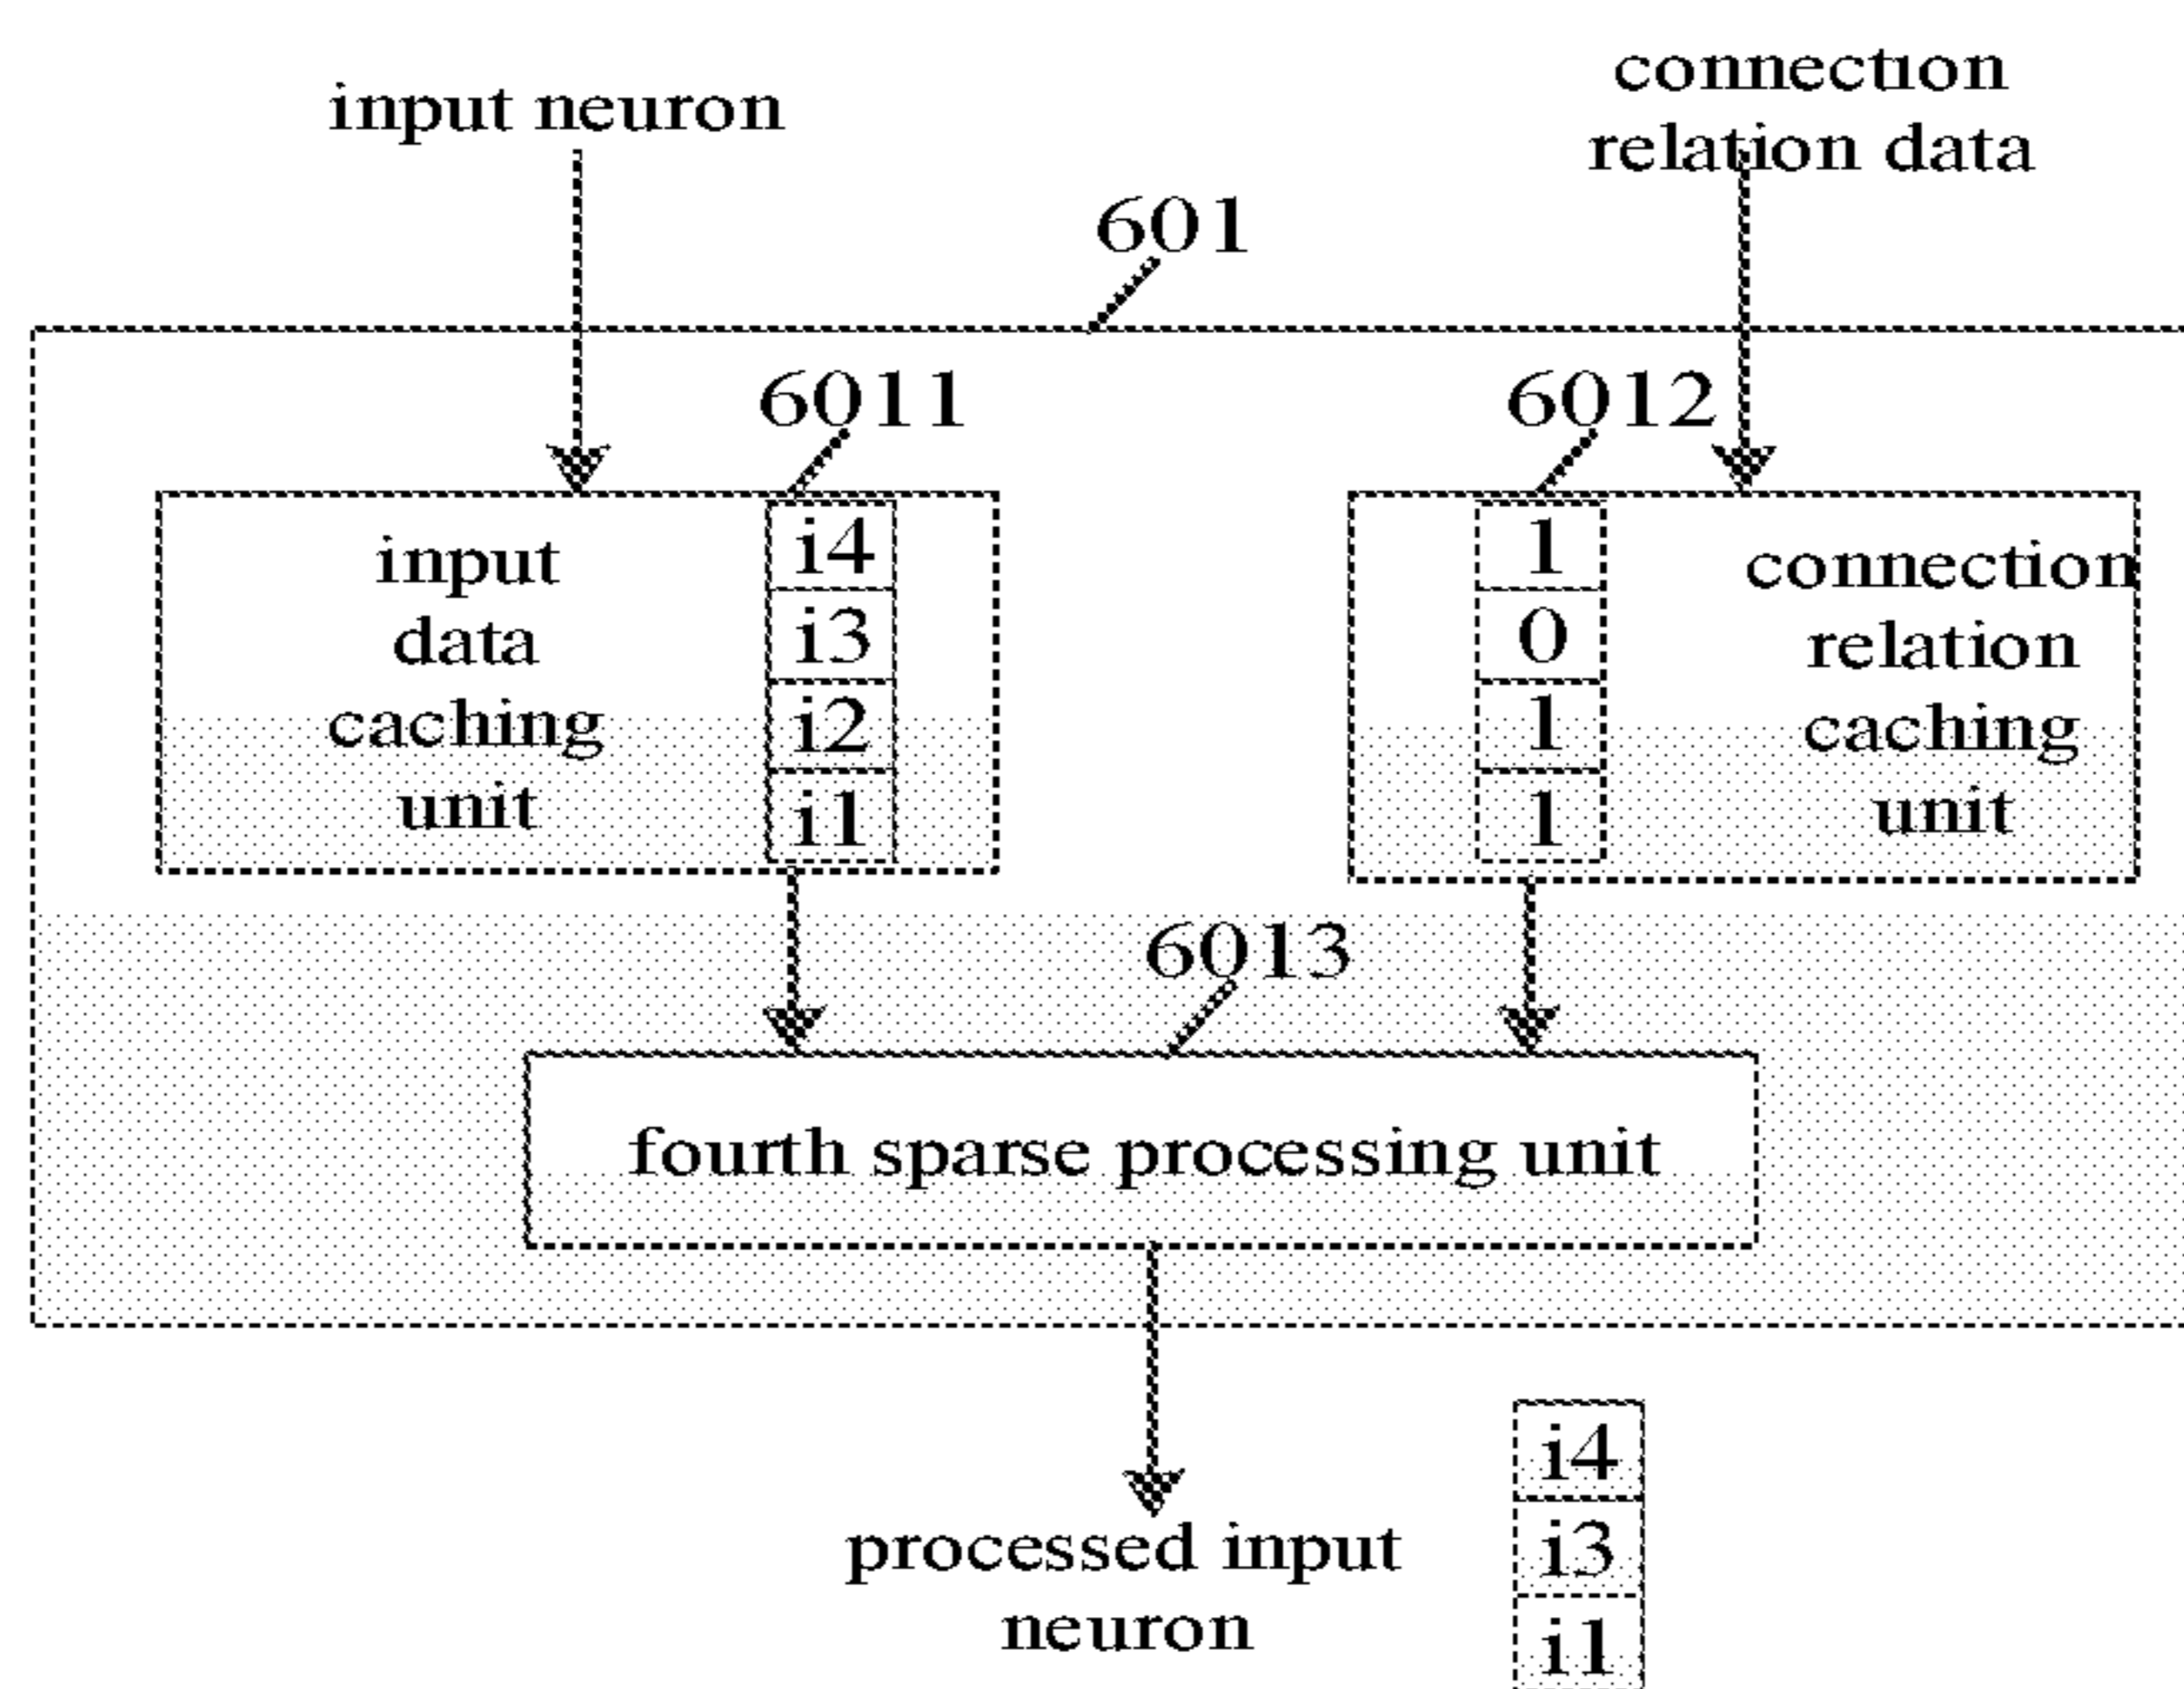 input neuron
connection
relation data
601
6011
6012
i4
i3
i2
i1
input
data
caching
unit
1
0
1
1
connection
relation
caching
unit
6013
fourth sparse processing unit
processed input
neuron
i4
i3
i1